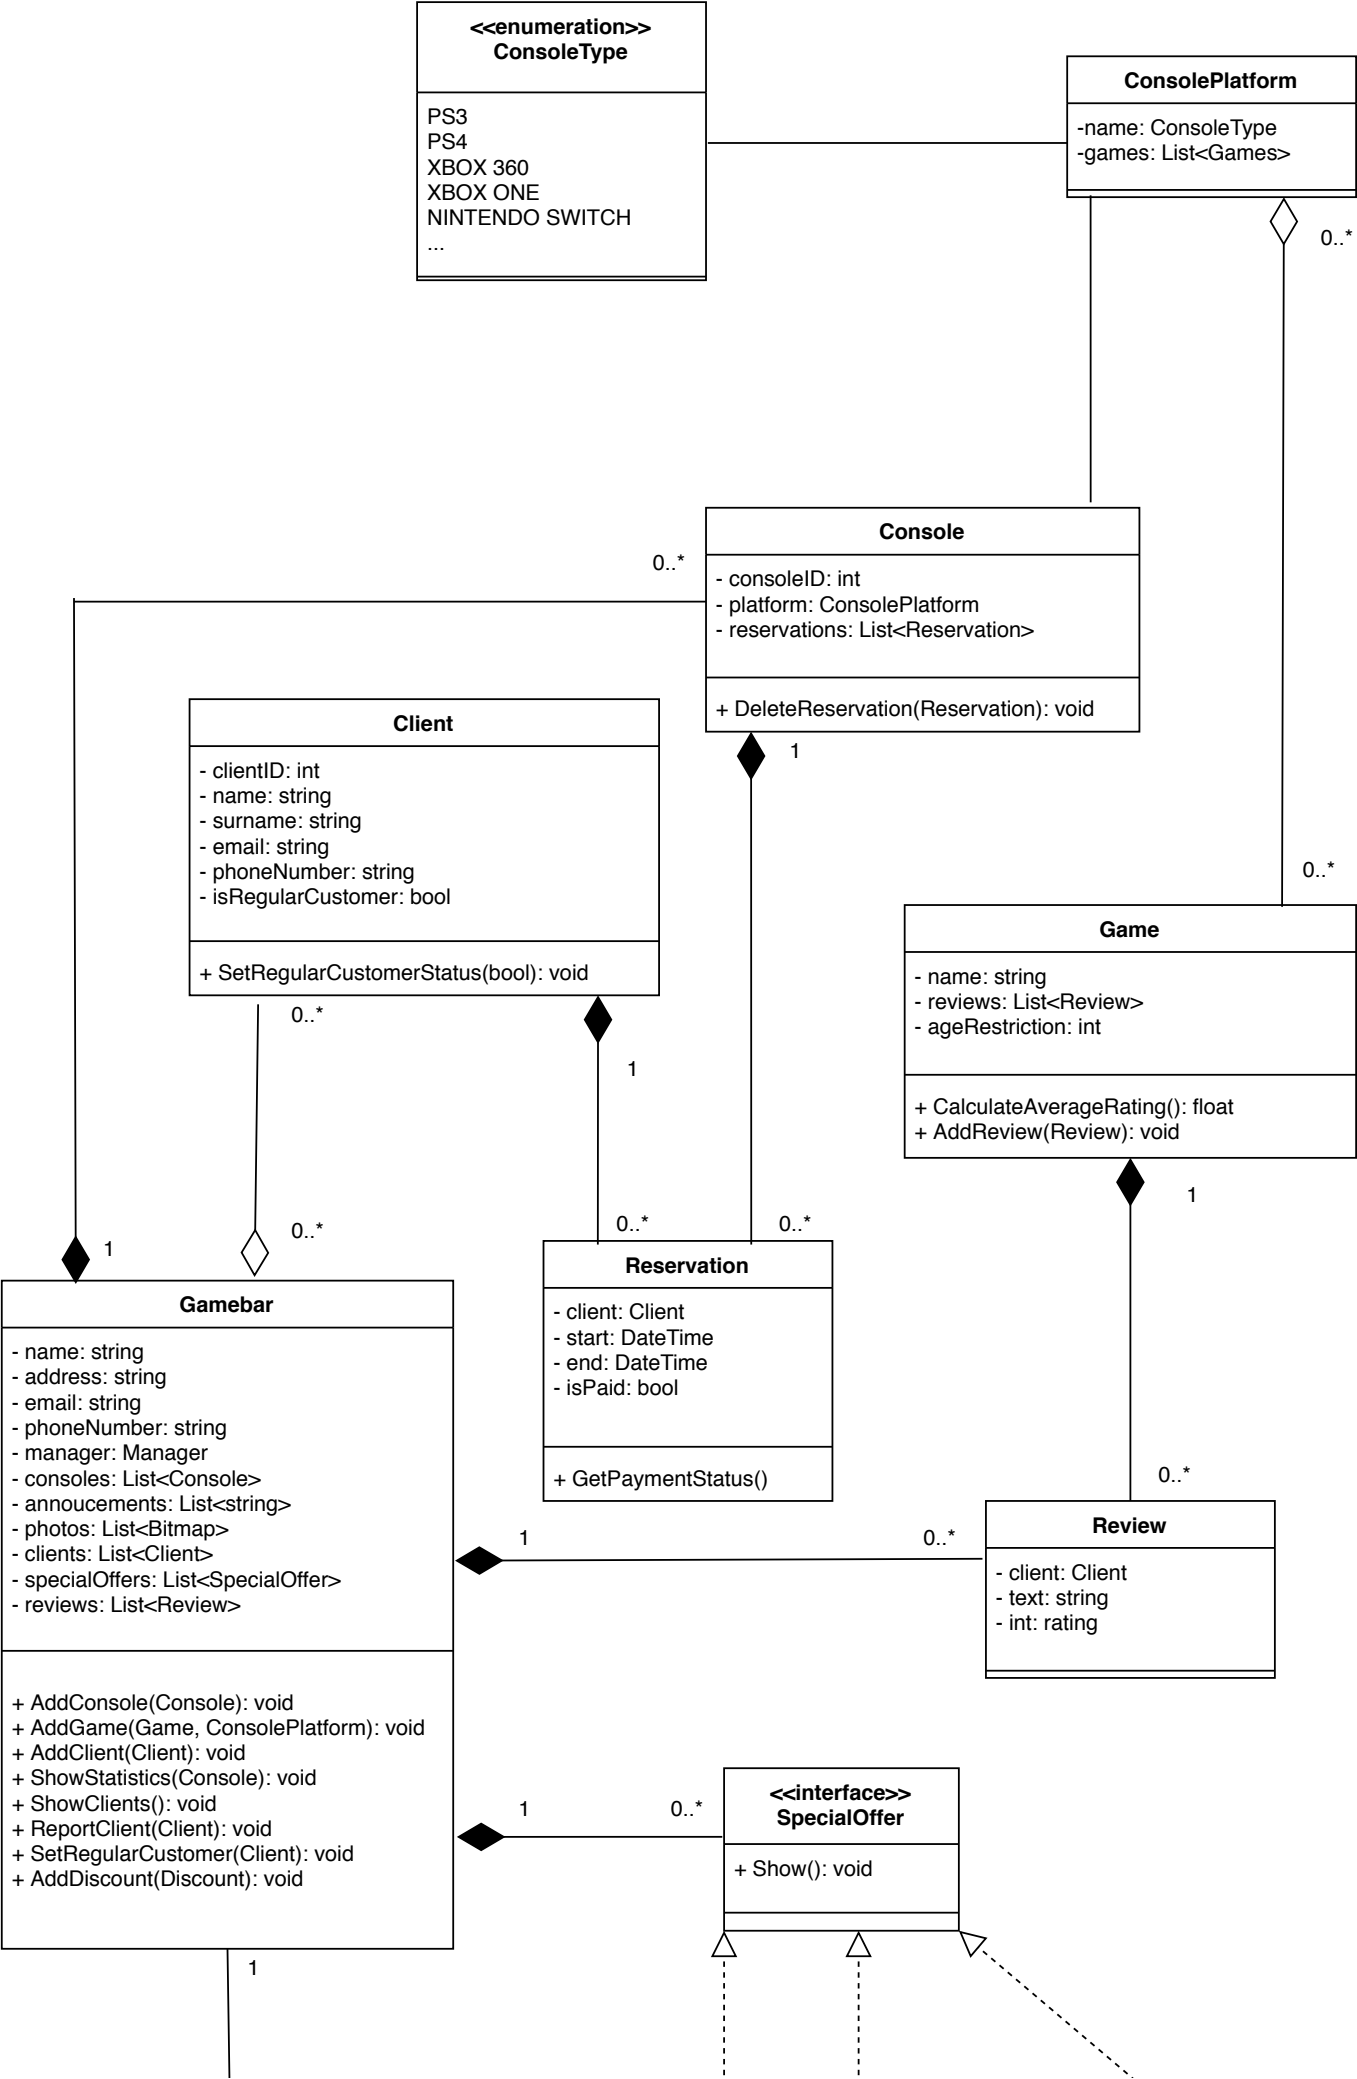 <<enumeration>>
ConsoleType
PS3
PS4
XBOX 360
XBOX ONE
NINTENDO SWITCH
...
ConsolePlatform
-name: ConsoleType
-games: List<Games>
0..*
Console
- consoleID: int
- platform: ConsolePlatform
- reservations: List<Reservation>
+ DeleteReservation(Reservation): void
0..*
1
Client
- clientID: int
- name: string
- surname: string
- email: string
- phoneNumber: string
- isRegularCustomer: bool
+ SetRegularCustomerStatus(bool): void
0..*
1
0..*
Game
- name: string
- reviews: List<Review>
- ageRestriction: int
+ CalculateAverageRating(): float
+ AddReview(Review): void
1
0..*
1
0..*
0..*
0..*
Gamebar
- name: string
- address: string
- email: string
- phoneNumber: string
- manager: Manager
- consoles: List<Console>
- annoucements: List<string>
- photos: List<Bitmap>
- clients: List<Client>
- specialOffers: List<SpecialOffer>
- reviews: List<Review>
+ AddConsole(Console): void
+ AddGame(Game, ConsolePlatform): void
+ AddClient(Client): void
+ ShowStatistics(Console): void
+ ShowClients(): void
+ ReportClient(Client): void
+ SetRegularCustomer(Client): void
+ AddDiscount(Discount): void
Reservation
- client: Client
- start: DateTime
- end: DateTime
- isPaid: bool
+ GetPaymentStatus()
1
0..*
Review
- client: Client
- text: string
- int: rating
1
0..*
<<interface>>
SpecialOffer
+ Show(): void
1